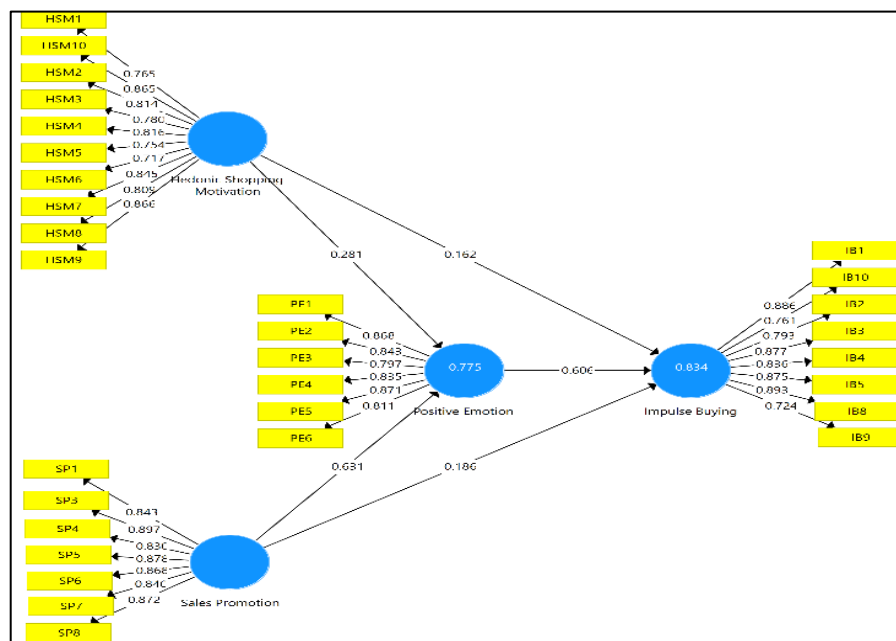 HSM1
HSM10
HSM2
HSM3
HSM4
HSM5
HSM6
HSM7
HSM8
HSM9
0.765
0.865
0.814
0.780
0.816
0.754
0.717
0.845
0.809
0.866
Hedonic Shopping
Motivation
0.281
0.162
PE1
PE2
PE3
PE4
PE5
PE6
0.868
0.843
0.797
0.835
0.871
0.811
0.775
Positive Emotion
0.606
0.834
Impulse Buying
IB1
IB10
IB2
IB3
IB4
IB5
IB8
IB9
0.886
0.761
0.793
0.877
0.836
0.875
0.893
0.724
0.631
0.186
SP1
SP3
SP4
SP5
SP6
SP7
SP8
0.843
0.897
0.830
0.878
0.868
0.840
0.872
Sales Promotion